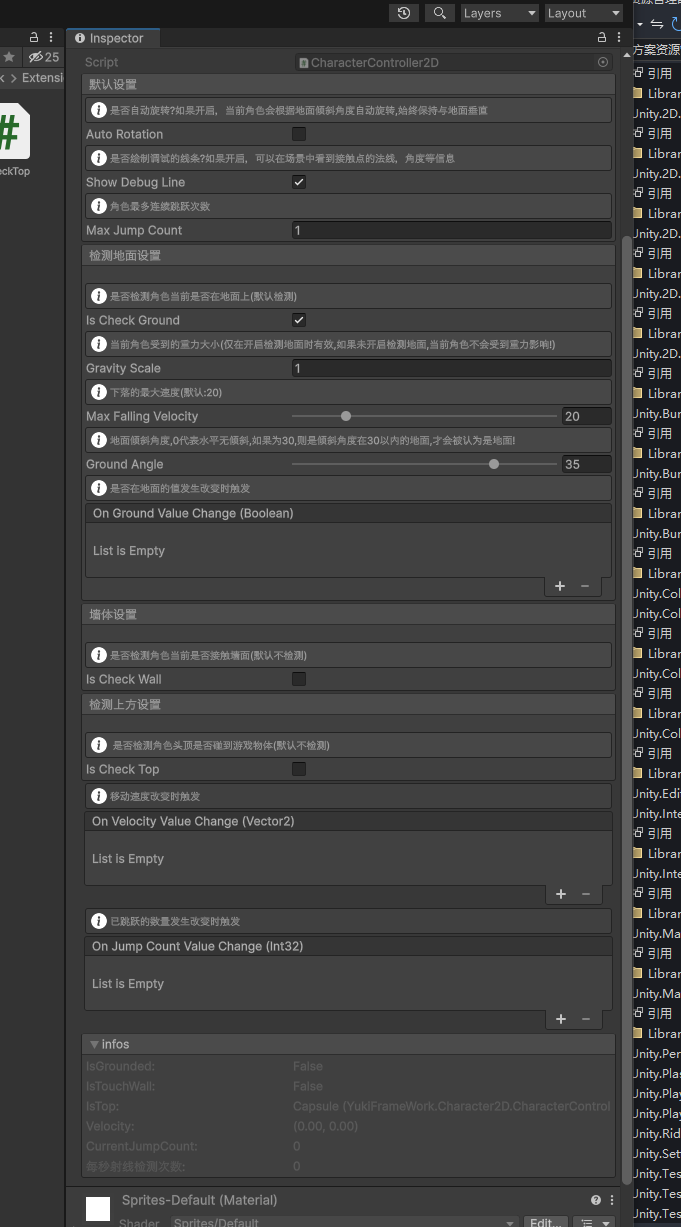 Layers
Layout
Inspector
25
Extensi
Script
CharacterController2D
#
ckTop
默认设置
是否自动旋转?如果开启，当前角色会根据地面倾斜角度自动旋转,始终保持与地面垂直
Auto Rotation
是否绘制调试的线条?如果开启，可以在场景中看到接触点的法线，角度等信息
Show Debug Line
角色最多连续跳跃次数
Max Jump Count
1
检测地面设置
是否检测角色当前是否在地面上(默认检测)
Is Check Ground
当前角色受到的重力大小(仅在开启检测地面时有效,如果未开启检测地面,当前角色不会受到重力影响!)
Gravity Scale
1
下落的最大速度(默认:20)
Max Falling Velocity
20
地面倾斜角度,0代表水平无倾斜,如果为30,则是倾斜角度在30以内的地面,才会被认为是地面!
Ground Angle
35
是否在地面的值发生改变时触发
On Ground Value Change (Boolean)
List is Empty
墙体设置
是否检测角色当前是否接触墙面(默认不检测)
Is Check Wall
检测上方设置
是否检测角色头顶是否碰到游戏物体(默认不检测)
Is Check Top
移动速度改变时触发
On Velocity Value Change (Vector2)
List is Empty
已跳跃的数量发生改变时触发
On Jump Count Value Change (Int32)
List is Empty
infos
IsGrounded:
False
IsTouchWall:
False
IsTop:
Capsule (YukiFrameWork.Character2D.CharacterControl
Velocity:
(0.00, 0.00)
CurrentJumpCount:
0
每秒射线检测次数:
0
Sprites-Default (Material)
Shader
Sprites/Default
Edit...
方案资源
引用
Librar
Unity.2D.
引用
Librar
Unity.2D.
引用
Librar
Unity.2D.
引用
Librar
Unity.2D.
引用
Librar
Unity.2D.
引用
Librar
Unity.Bur
引用
Librar
Unity.Bur
引用
Librar
Unity.Bur
引用
Librar
Unity.Col
Unity.Col
引用
Librar
Unity.Col
引用
Librar
Unity.Col
引用
Librar
Unity.Edi
Unity.Inte
引用
Librar
Unity.Inte
引用
Librar
Unity.Ma
引用
Librar
Unity.Ma
引用
Librar
Unity.Per
Unity.Plas
Unity.Play
Unity.Play
Unity.Rid
Unity.Set
Unity.Tes
Unity.Tes
Unity.Tes